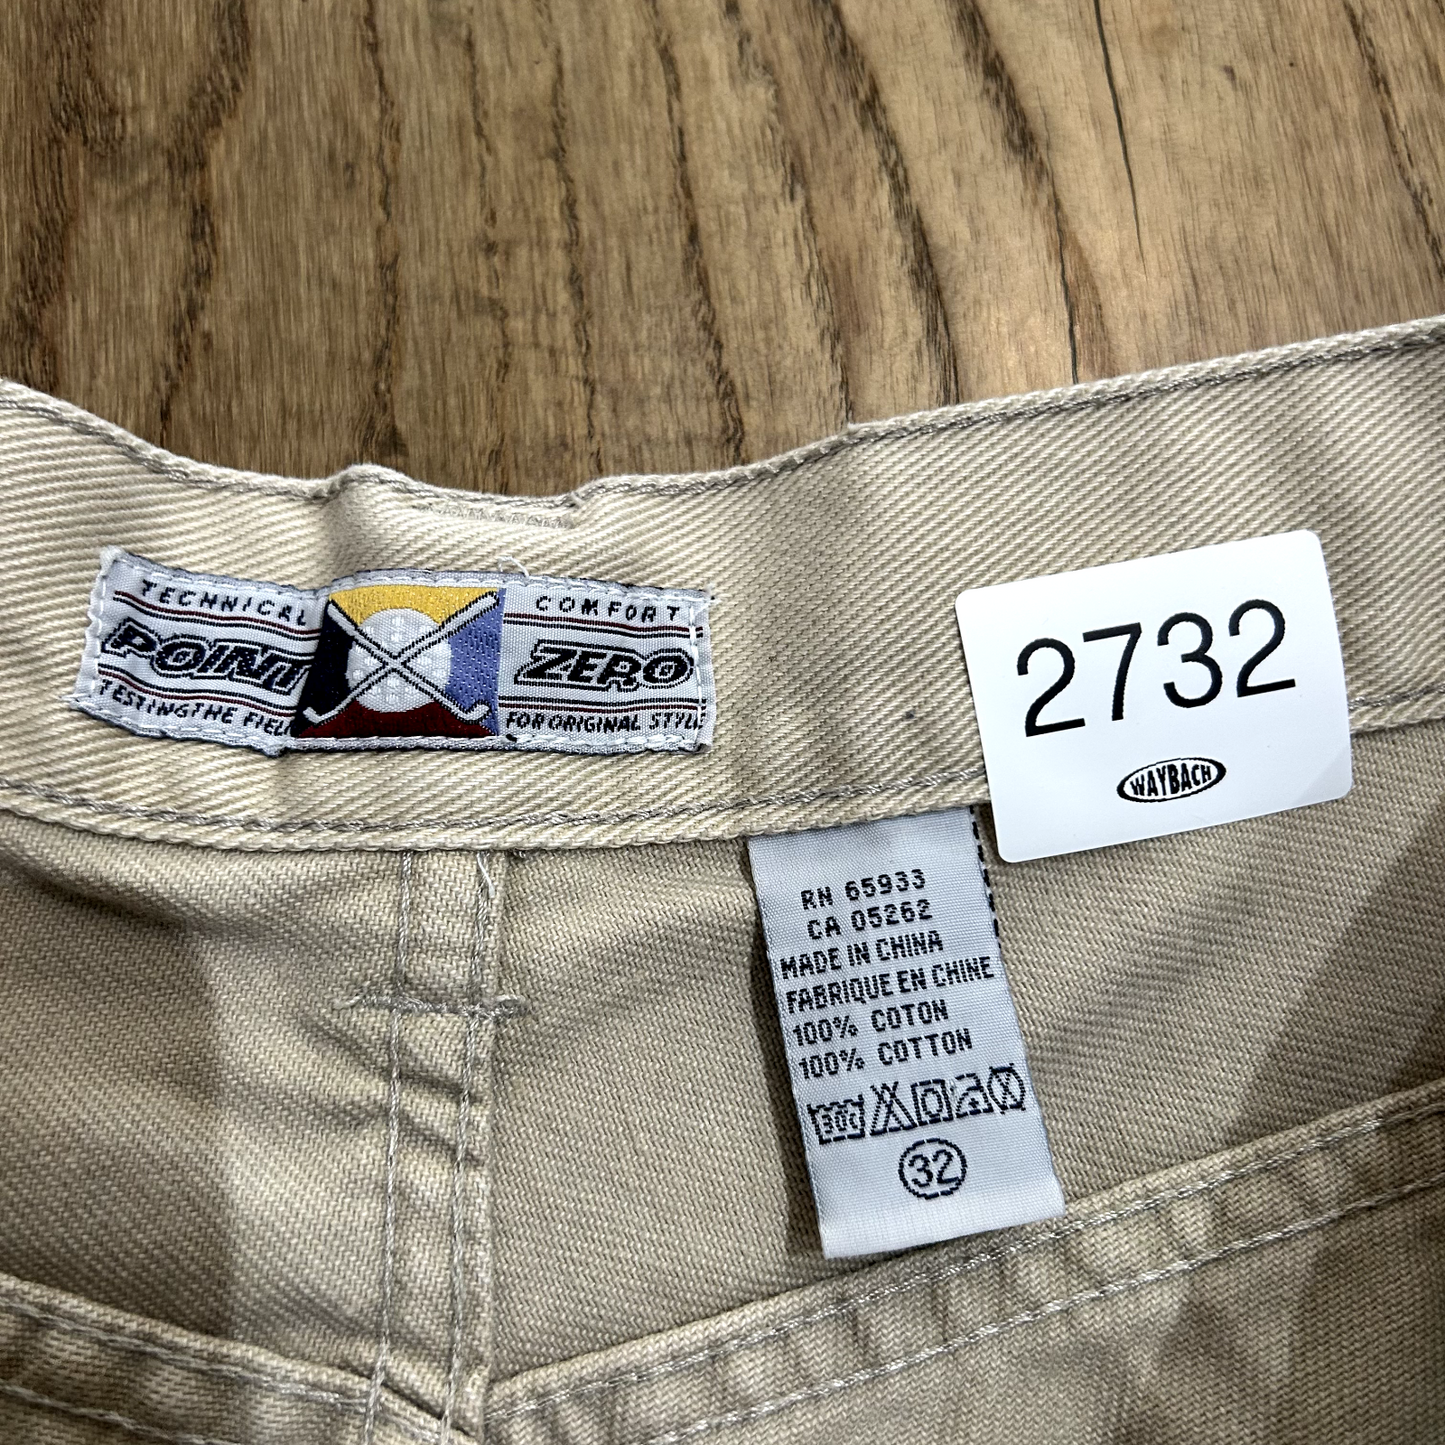 TECHNICAL
POINT
TESTING THE FIELD
COMFORT
ZERO
FOR ORIGINAL STYLE
2732
WAYBACH
RN 65933
CA 05262
MADE IN CHINA
FABRIQUE EN CHINE
100% COTON
100% COTTON
32